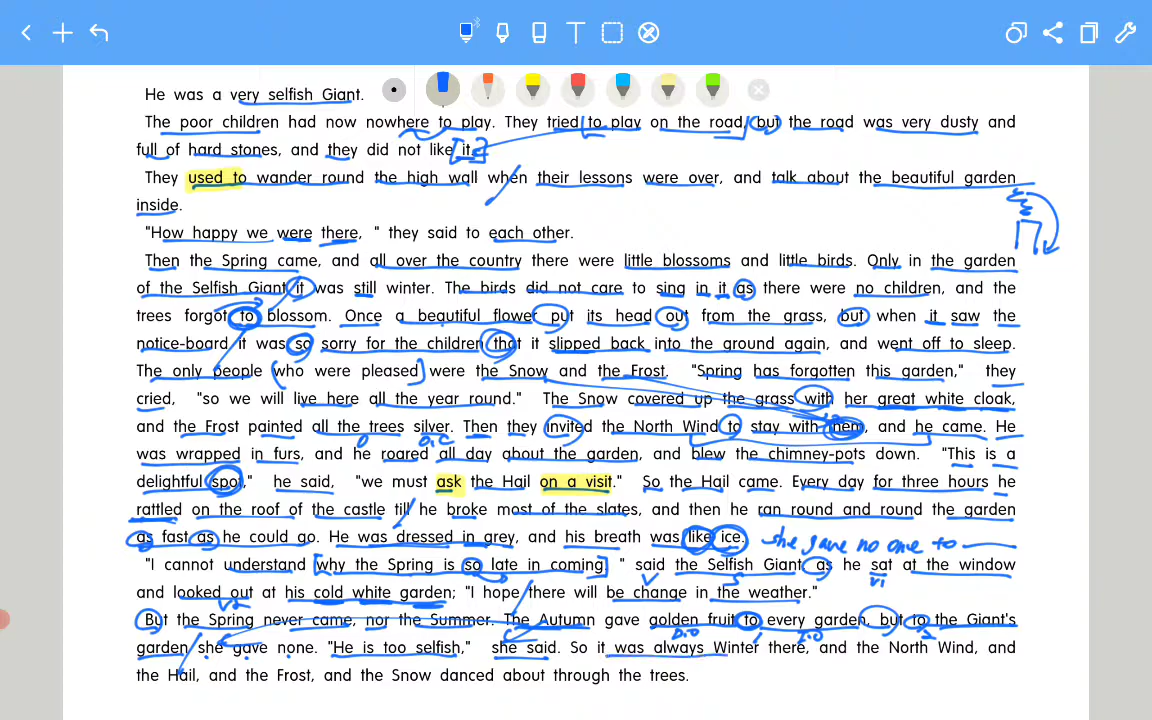 He was a very selfish Giant.
The poor children had now nowhere to play. They tried to play on the road, but the road was very dusty and
full of hard stones, and they did not like it.
They used to wander round the high wall when their lessons were over, and talk about the beautiful garden
inside.
"How happy we were there, " they said to each other.
Then the Spring came, and all over the country there were little blossoms and little birds. Only in the garden
of the Selfish Giant it was still winter. The birds did not care to sing in it as there were no children, and the
trees forgot to blossom. Once a beautiful flower put its head out from the grass, but when it saw the
notice-board it was so sorry for the children that it slipped back into the ground again, and went off to sleep.
The only people who were pleased were the Snow and the Frost, "Spring has forgotten this garden," they
cried, "so we will live here all the year round." The Snow covered up the grass with her great white cloak,
and the Frost painted all the trees silver. Then they invited the North Wind to stay with them, and he came. He
O O.C
was wrapped in furs, and he roared all day about the garden, and blew the chimney-pots down. "This is a
delightful spot," he said, "we must ask the Hail on a visit." So the Hail came. Every day for three hours he
rattled on the roof of the castle till he broke most of the slates, and then he ran round and round the garden
as fast as he could go. He was dressed in grey, and his breath was like ice. she gave no one to
"I cannot understand why the Spring is so late in coming, " said the Selfish Giant, as he sat at the window
V S V1
and looked out at his cold white garden; "I hope there will be change in the weather."
V2
But the Spring never came, nor the Summer. The Autumn gave golden fruit to every garden, but to the Giant's
D.O 1 I.O 2
garden she gave none. "He is too selfish," she said. So it was always Winter there, and the North Wind, and
the Hail, and the Frost, and the Snow danced about through the trees.